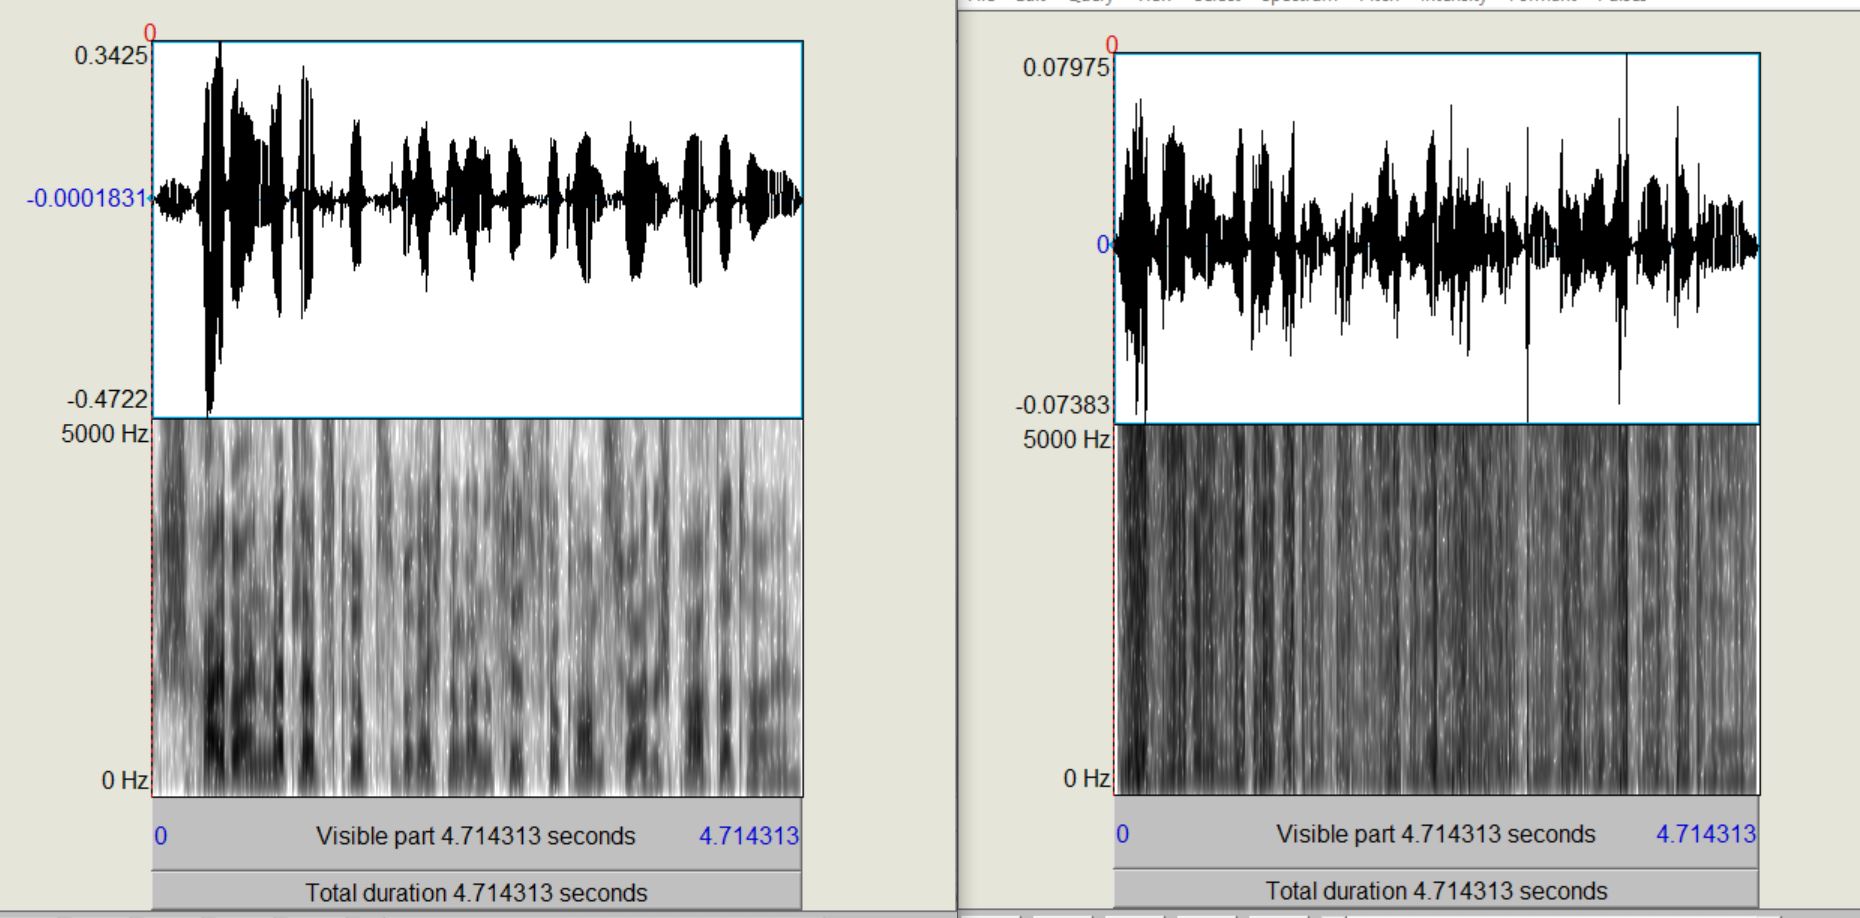 0
0.3425
-0.0001831
-0.4722
5000 Hz
0 Hz
0 Visible part 4.714313 seconds 4.714313
Total duration 4.714313 seconds
0
0.07975
0
-0.07383
5000 Hz
0 Hz
0 Visible part 4.714313 seconds 4.714313
Total duration 4.714313 seconds